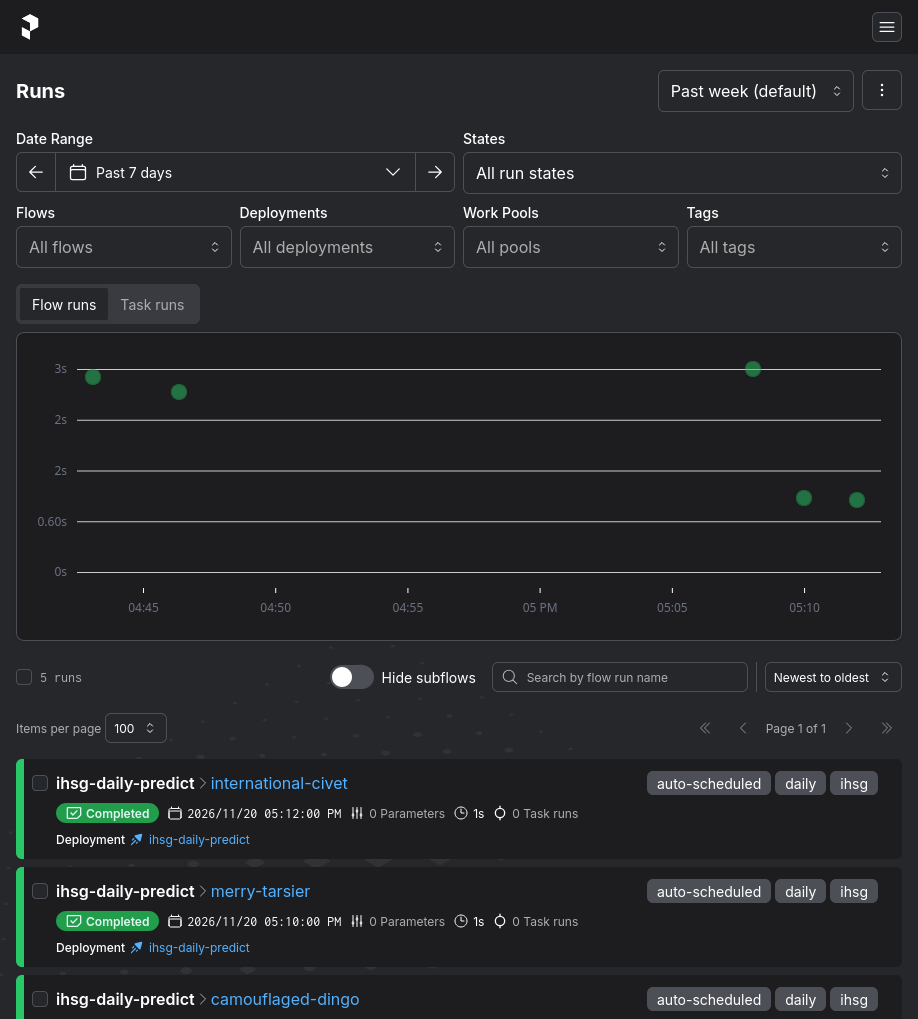 Runs
Past week (default)
Date Range
States
Past 7 days
All run states
Flows
Deployments
Work Pools
Tags
All flows
All deployments
All pools
All tags
Flow runs
Task runs
3s
2s
2s
0.60s
0s
04:45
04:50
04:55
05 PM
05:05
05:10
5 runs
Hide subflows
Search by flow run name
Newest to oldest
Items per page
100
Page 1 of 1
ihsg-daily-predict international-civet
auto-scheduled daily ihsg
Completed 2026/11/20 05:12:00 PM 0 Parameters 1s 0 Task runs
Deployment ihsg-daily-predict
ihsg-daily-predict merry-tarsier
auto-scheduled daily ihsg
Completed 2026/11/20 05:10:00 PM 0 Parameters 1s 0 Task runs
Deployment ihsg-daily-predict
ihsg-daily-predict camouflaged-dingo
auto-scheduled daily ihsg